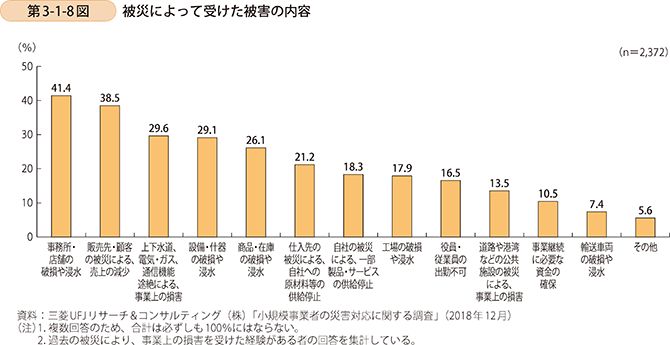 第3-1-8図 被災によって受けた被害の内容
(%)
(n=2,372)
50
40
30
20
10
0
41.4
38.5
29.6
29.1
26.1
21.2
18.3
17.9
16.5
13.5
10.5
7.4
5.6
事務所・
店舗の
破損や浸水
販売先・顧客
の被災による、
売上の減少
上下水道、
電気・ガス、
通信機能
途絶による、
事業上の損害
設備・什器
の破損や
浸水
商品・在庫
の破損や
浸水
仕入先の
被災による、
自社への
原材料等の
供給停止
自社の被災
による、一部
製品・サービス
の供給停止
工場の破損
や浸水
役員・
従業員の
出勤不可
道路や港湾
などの公共
施設の被災
による、
事業上の損害
事業継続
に必要な
資金の
確保
輸送車両
の破損や
浸水
その他
資料:三菱UFJリサーチ&コンサルティング(株)「小規模事業者の災害対応に関する調査」(2018年12月)
(注)1. 複数回答のため、合計は必ずしも100%にはならない。
2. 過去の被災により、事業上の損害を受けた経験がある者の回答を集計している。